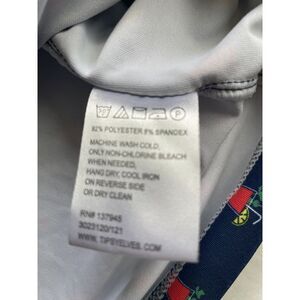 92% POLYESTER 8% SPANDEX
MACHINE WASH COLD,
ONLY NON-CHLORINE BLEACH
WHEN NEEDED,
HANG DRY, COOL IRON
ON REVERSE SIDE
OR DRY CLEAN
RN# 137945
3023120/121
WWW.TIPSYELVES.COM